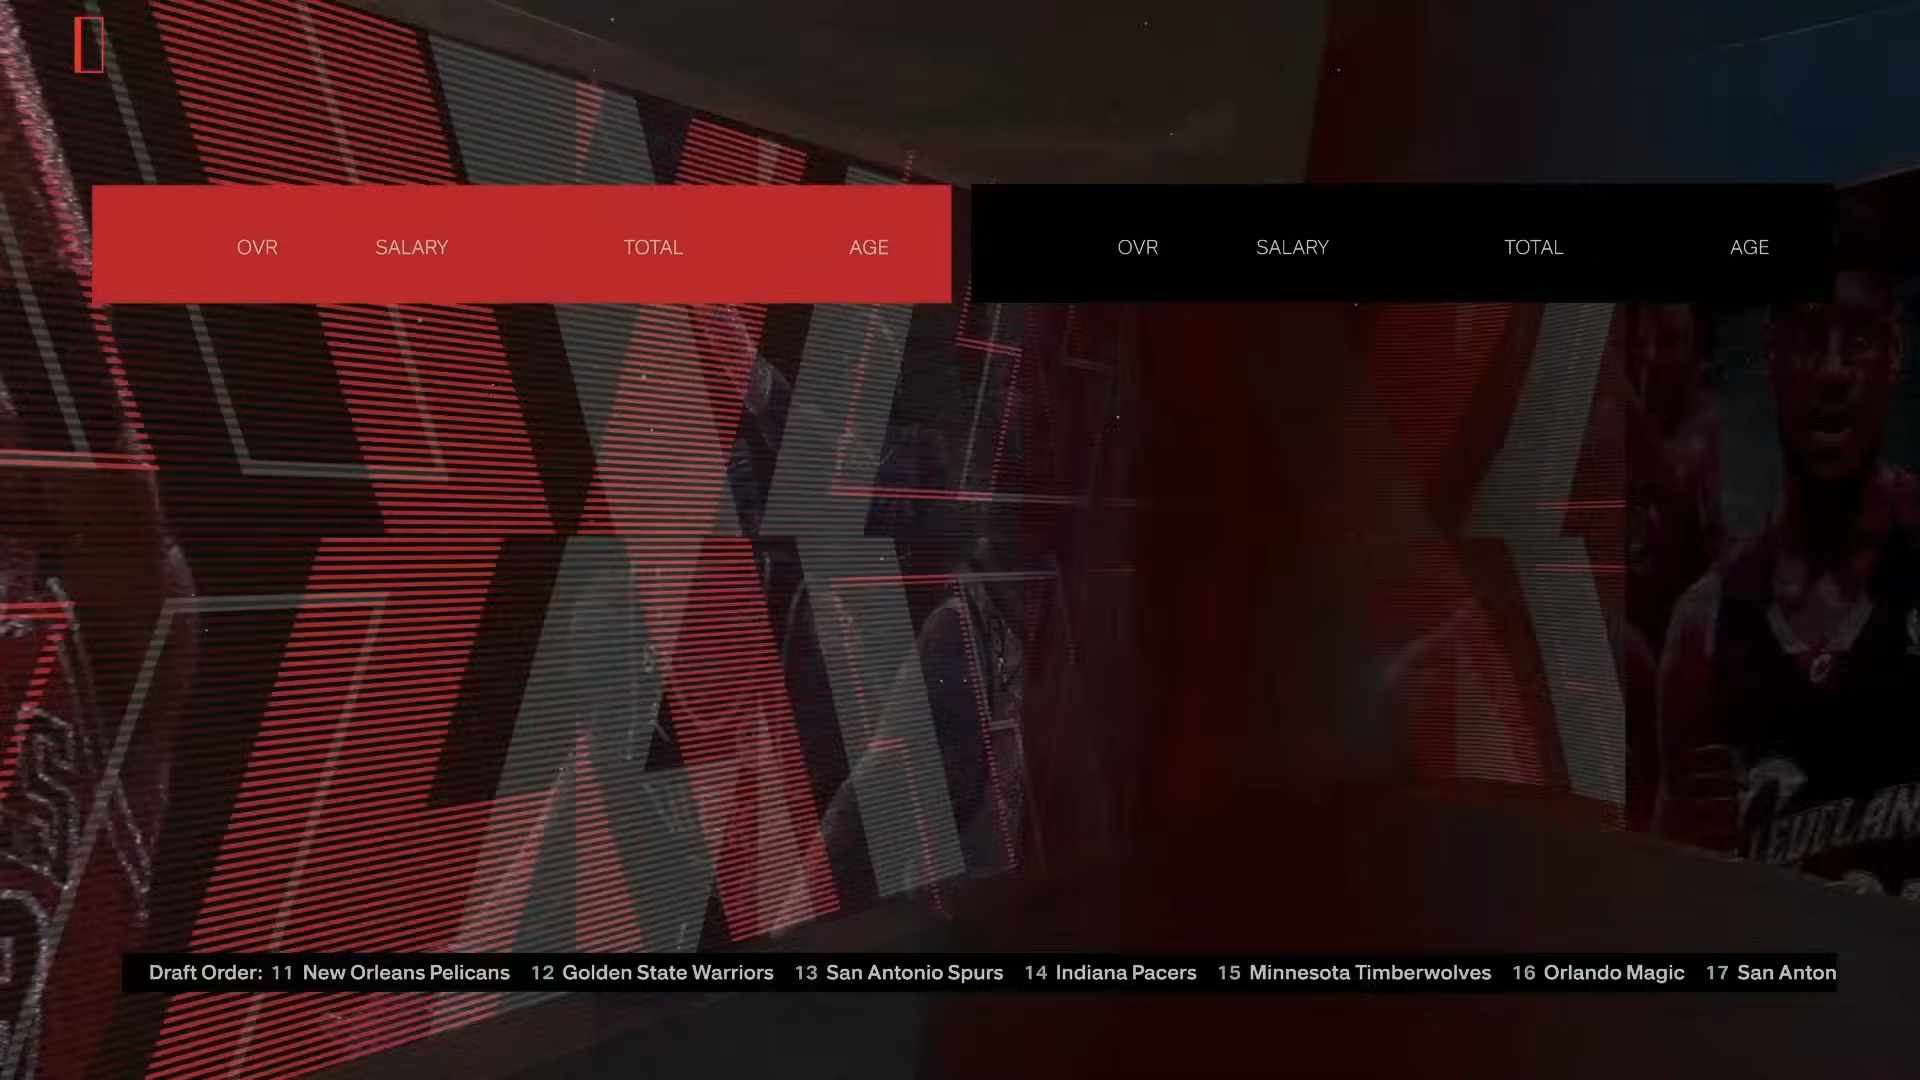 OVR SALARY TOTAL AGE
OVR SALARY TOTAL AGE
Draft Order: 11 New Orleans Pelicans 12 Golden State Warriors 13 San Antonio Spurs 14 Indiana Pacers 15 Minnesota Timberwolves 16 Orlando Magic 17 San Anton